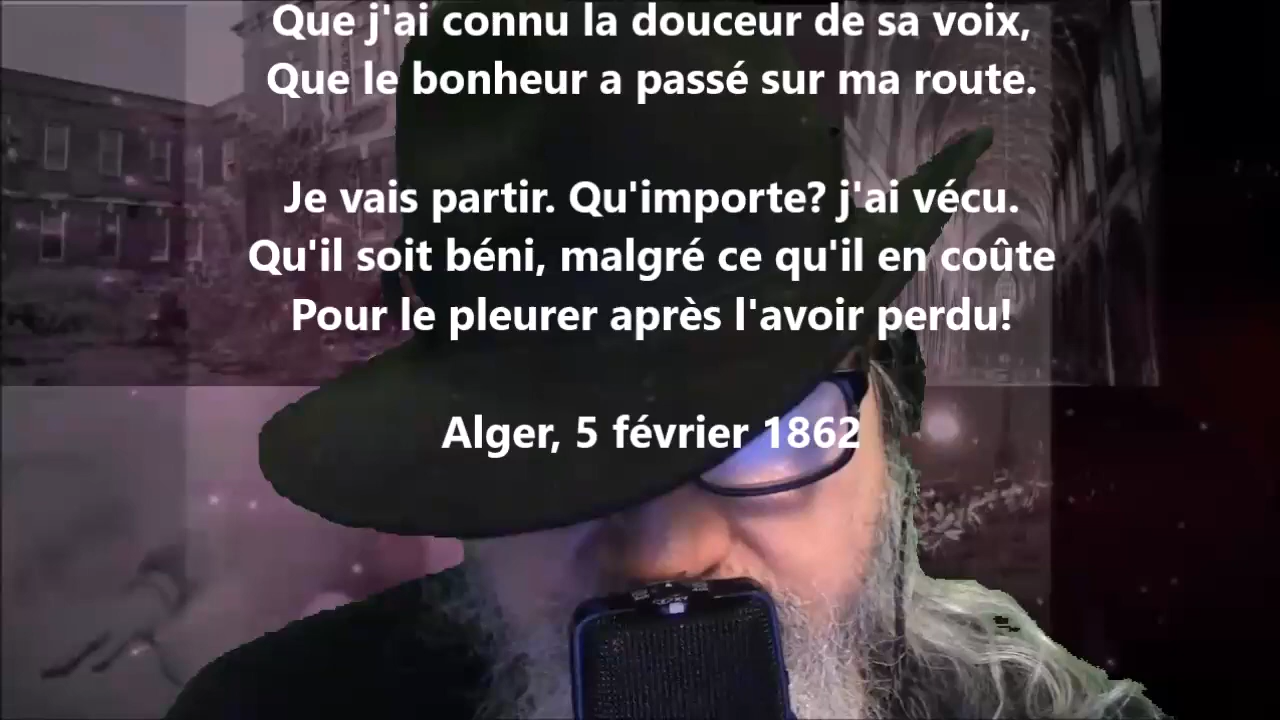 Que j'ai connu la douceur de sa voix,
Que le bonheur a passé sur ma route.
Je vais partir. Qu'importe? j'ai vécu.
Qu'il soit béni, malgré ce qu'il en coûte
Pour le pleurer après l'avoir perdu!
Alger, 5 février 1862